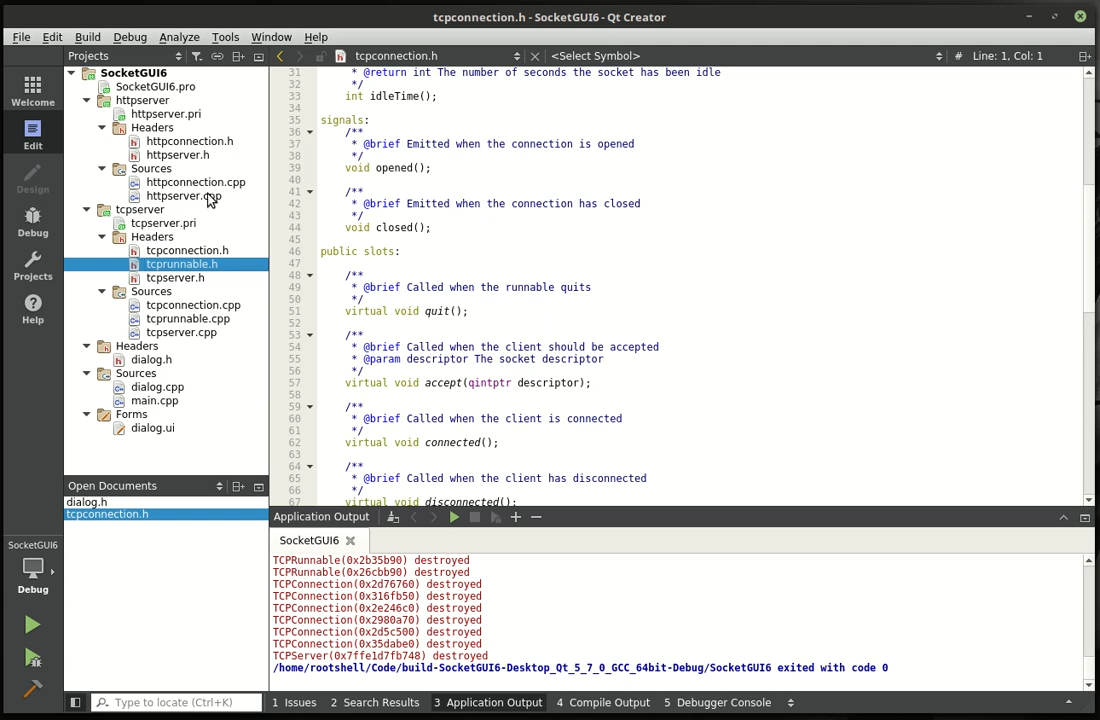 tcpconnection.h - SocketGUI6 - Qt Creator
File Edit Build Debug Analyze Tools Window Help
Projects
tcpconnection.h
<Select Symbol>
# Line: 1, Col: 1
Welcome
Edit
Design
Debug
Projects
Help
SocketGUI6
Debug
SocketGUI6
SocketGUI6.pro
httpserver
httpserver.pri
Headers
httpconnection.h
httpserver.h
Sources
httpconnection.cpp
httpserver.cpp
tcpserver
tcpserver.pri
Headers
tcpconnection.h
tcprunnable.h
tcpserver.h
Sources
tcpconnection.cpp
tcprunnable.cpp
tcpserver.cpp
Headers
dialog.h
Sources
dialog.cpp
main.cpp
Forms
dialog.ui
Open Documents
dialog.h
tcpconnection.h
31 * @return int The number of seconds the socket has been idle
32 */
33 int idleTime();
34
35 signals:
36 /**
37 * @brief Emitted when the connection is opened
38 */
39 void opened();
40
41 /**
42 * @brief Emitted when the connection has closed
43 */
44 void closed();
45
46 public slots:
47
48 /**
49 * @brief Called when the runnable quits
50 */
51 virtual void quit();
52
53 /**
54 * @brief Called when the client should be accepted
55 * @param descriptor The socket descriptor
56 */
57 virtual void accept(qintptr descriptor);
58
59 /**
60 * @brief Called when the client is connected
61 */
62 virtual void connected();
63
64 /**
65 * @brief Called when the client has disconnected
66 */
67 virtual void disconnected();
Application Output
SocketGUI6
TCPRunnable(0x2b35b90) destroyed
TCPRunnable(0x26cbb90) destroyed
TCPConnection(0x2d76760) destroyed
TCPConnection(0x316fb50) destroyed
TCPConnection(0x2e246c0) destroyed
TCPConnection(0x2980a70) destroyed
TCPConnection(0x2d5c500) destroyed
TCPConnection(0x35dabe0) destroyed
TCPServer(0x7ffe1d7fb748) destroyed
/home/rootshell/Code/build-SocketGUI6-Desktop_Qt_5_7_0_GCC_64bit-Debug/SocketGUI6 exited with code 0
Type to locate (Ctrl+K)
1 Issues 2 Search Results 3 Application Output 4 Compile Output 5 Debugger Console